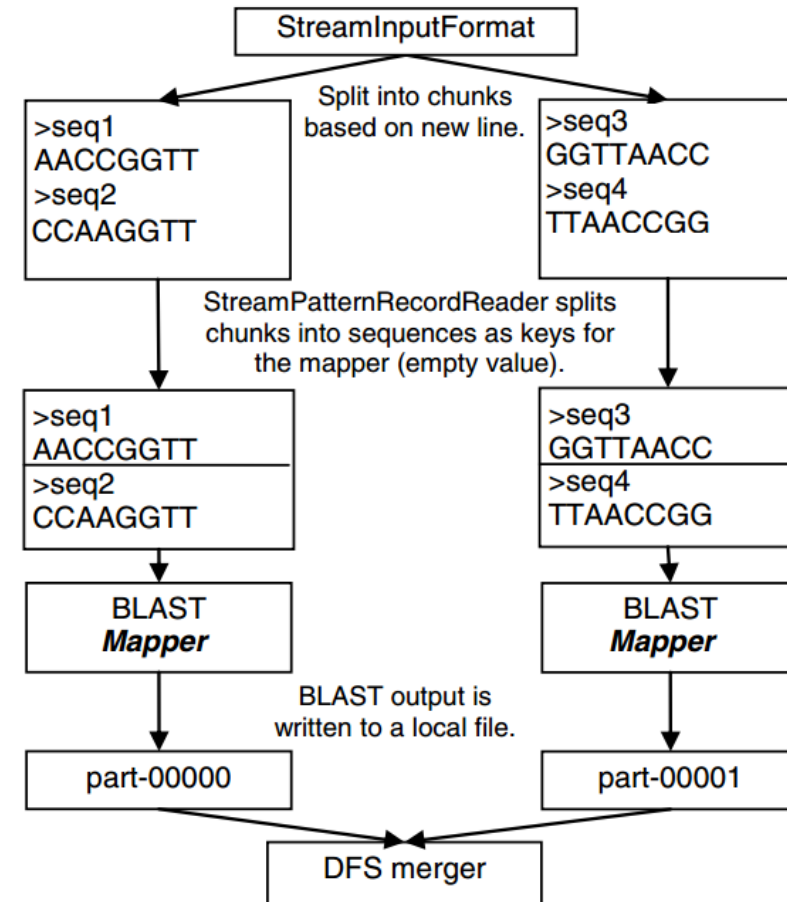 StreamInputFormat
Split into chunks
based on new line.
>seq1
AACCGGTT
>seq2
CCAAGGTT
>seq3
GGTTAACC
>seq4
TTAACCGG
StreamPatternRecordReader splits
chunks into sequences as keys for
the mapper (empty value).
>seq1
AACCGGTT
>seq2
CCAAGGTT
>seq3
GGTTAACC
>seq4
TTAACCGG
BLAST
Mapper
BLAST
Mapper
BLAST output is
written to a local file.
part-00000
part-00001
DFS merger